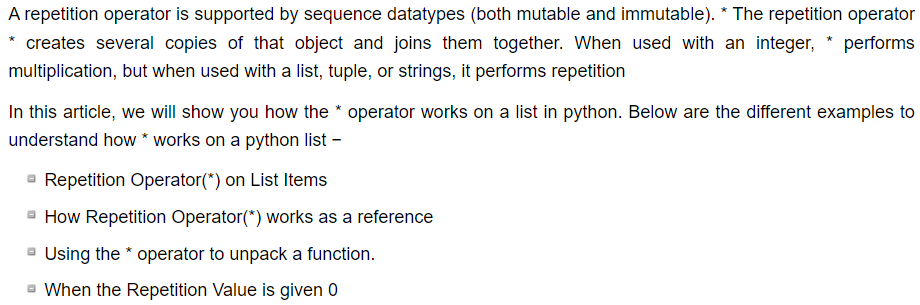 A repetition operator is supported by sequence datatypes (both mutable and immutable). * The repetition operator
* creates several copies of that object and joins them together. When used with an integer, * performs
multiplication, but when used with a list, tuple, or strings, it performs repetition
In this article, we will show you how the * operator works on a list in python. Below are the different examples to
understand how * works on a python list −
Repetition Operator(*) on List Items
How Repetition Operator(*) works as a reference
Using the * operator to unpack a function.
When the Repetition Value is given 0